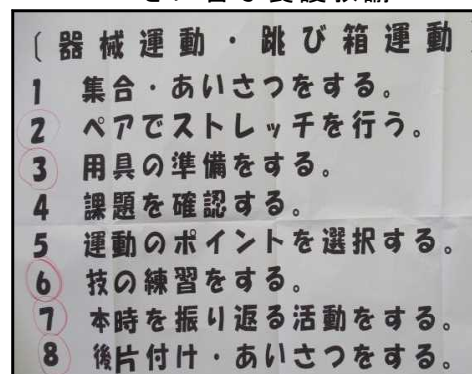 〔器械運動・跳び箱運動
1 集合・あいさつをする。
2 ペアでストレッチを行う。
3 用具の準備をする。
4 課題を確認する。
5 運動のポイントを選択する。
6 技の練習をする。
7 本時を振り返る活動をする。
8 後片付け・あいさつをする。